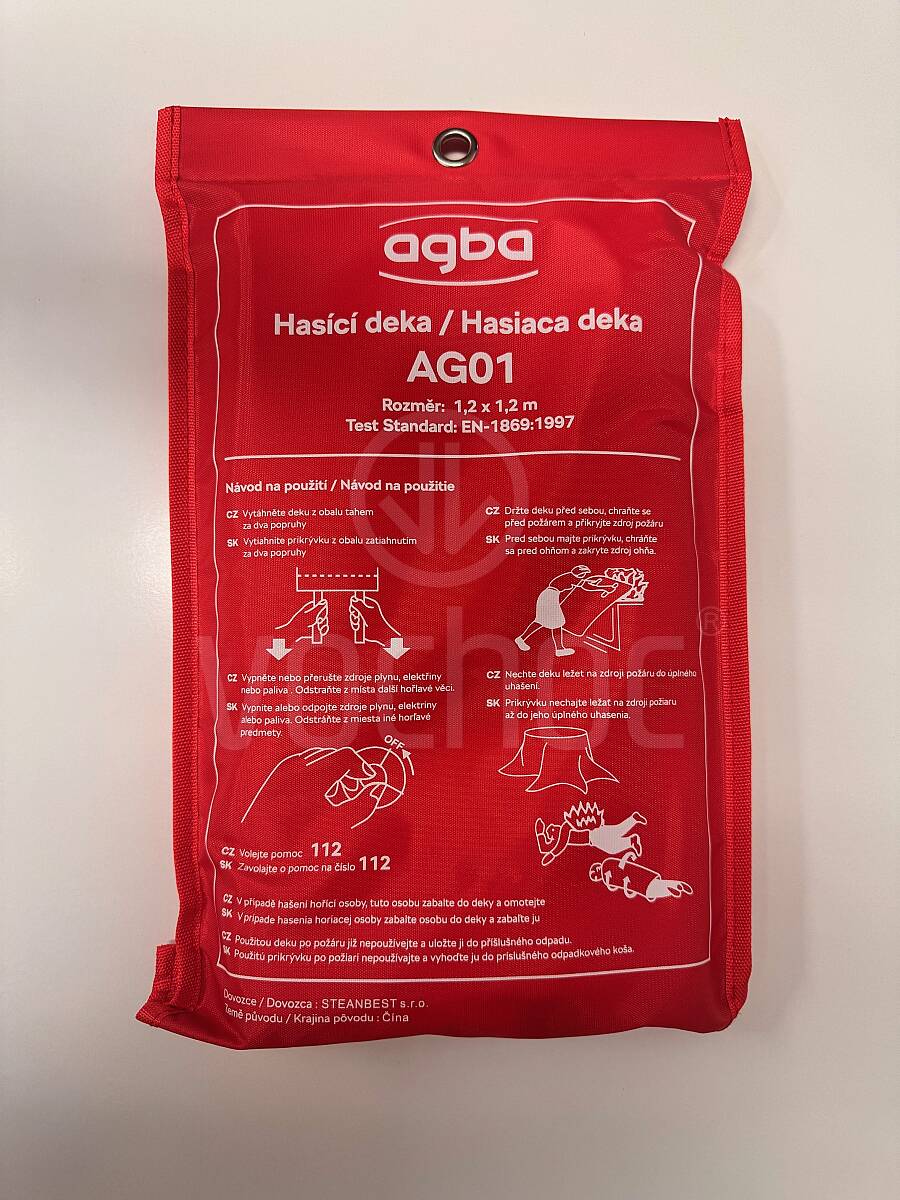 agba
Hasící deka / Hasiaca deka
AG01
Rozměr: 1,2 x 1,2 m
Test Standard: EN-1869:1997
Návod na použití / Návod na použitie
CZ Vytáhněte deku z obalu tahem
za dva popruhy
SK Vytiahnite prikrývku z obalu zatiahnutím
za dva popruhy
CZ Držte deku před sebou, chraňte se
před požárem a přikryjte zdroj požáru
SK Pred sebou majte prikrývku, chráňte
sa pred ohňom a zakryte zdroj ohňa.
CZ Vypněte nebo přerušte zdroje plynu, elektřiny
nebo paliva . Odstraňte z místa další hořlavé věci.
SK Vypnite alebo odpojte zdroje plynu, elektriny
alebo paliva. Odstráňte z miesta iné horľavé
predmety.
CZ Nechte deku ležet na zdroji požáru do úplného
uhašení.
SK Prikrývku nechajte ležať na zdroji požiaru
až do jeho úplného uhasenia.
OFF
CZ Volejte pomoc 112
SK Zavolajte o pomoc na číslo 112
CZ V případě hašení hořící osoby, tuto osobu zabalte do deky a omotejte
SK V prípade hasenia horiacej osoby zabalte osobu do deky a zabaľte ju
CZ Použitou deku po požáru již nepoužívejte a uložte ji do příslušného odpadu.
SK Použitú prikrývku po požiari nepoužívajte a vyhoďte ju do príslušného odpadkového koša.
Dovozce / Dovozca : STEANBEST s.r.o.
Země původu / Krajina pôvodu : Čína
vochoc ®